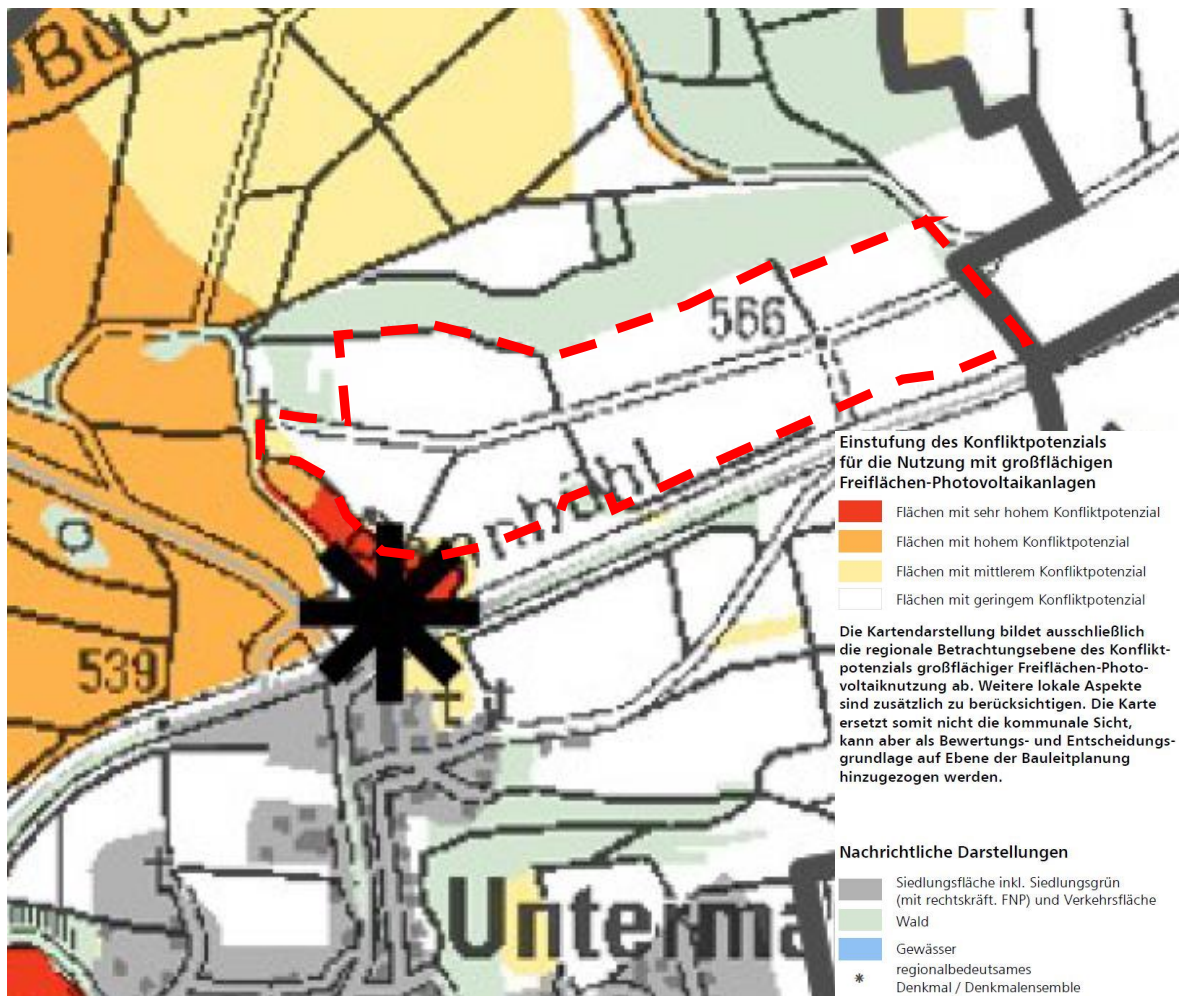 Buc
566
539
Unterma
Einstufung des Konfliktpotenzials
für die Nutzung mit großflächigen
Freiflächen-Photovoltaikanlagen
Flächen mit sehr hohem Konfliktpotenzial
Flächen mit hohem Konfliktpotenzial
Flächen mit mittlerem Konfliktpotenzial
Flächen mit geringem Konfliktpotenzial
Die Kartendarstellung bildet ausschließlich
die regionale Betrachtungsebene des Konflikt-
potenzials großflächiger Freiflächen-Photo-
voltaiknutzung ab. Weitere lokale Aspekte
sind zusätzlich zu berücksichtigen. Die Karte
ersetzt somit nicht die kommunale Sicht,
kann aber als Bewertungs- und Entscheidungs-
grundlage auf Ebene der Bauleitplanung
hinzugezogen werden.
Nachrichtliche Darstellungen
Siedlungsfläche inkl. Siedlungsgrün
(mit rechtskräft. FNP) und Verkehrsfläche
Wald
Gewässer
regionalbedeutsames
Denkmal / Denkmalensemble